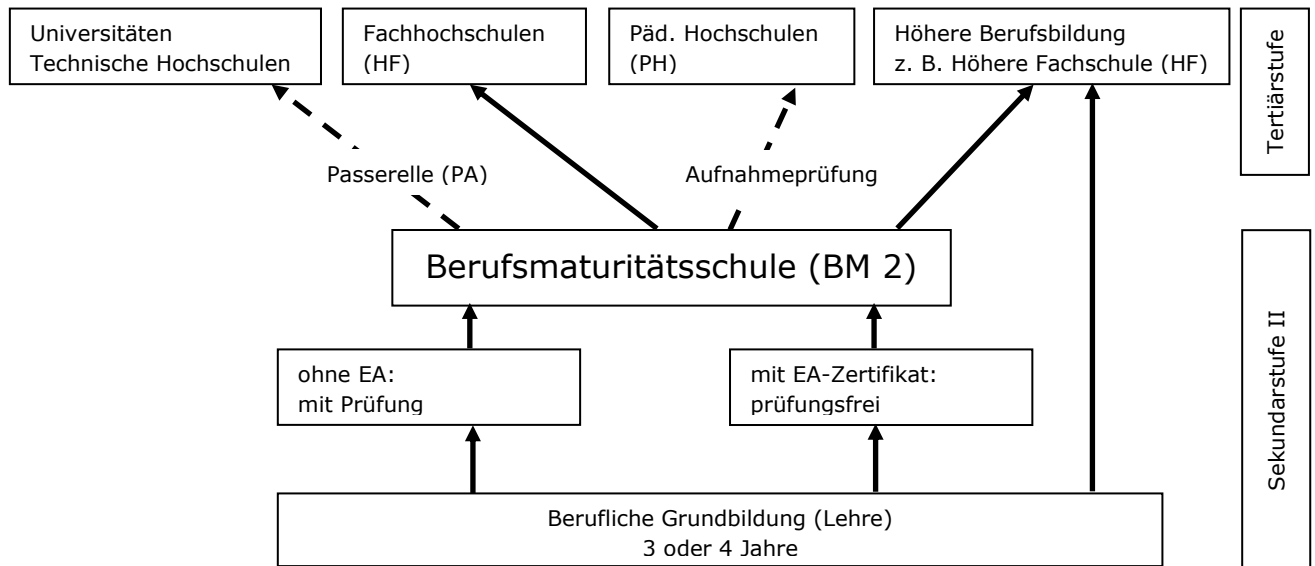 Universitäten
Technische Hochschulen
Fachhochschulen
(HF)
Päd. Hochschulen
(PH)
Höhere Berufsbildung
z. B. Höhere Fachschule (HF)
Tertiärstufe
Passerelle (PA)
Aufnahmeprüfung
Berufsmaturitätsschule (BM 2)
ohne EA:
mit Prüfung
mit EA-Zertifikat:
prüfungsfrei
Sekundarstufe II
Berufliche Grundbildung (Lehre)
3 oder 4 Jahre